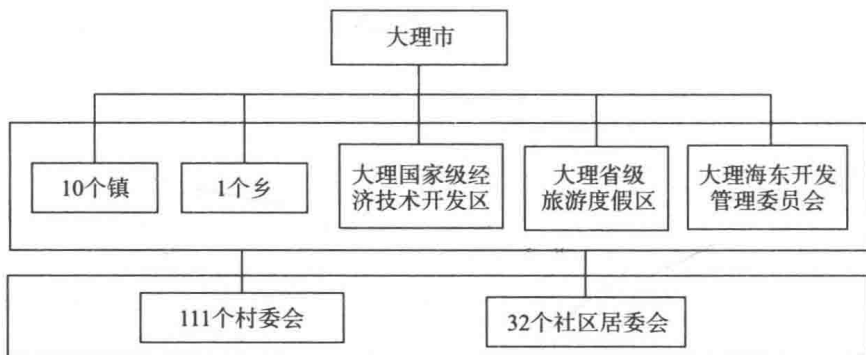 大理市
10个镇
1个乡
大理国家级经
济技术开发区
大理省级
旅游度假区
大理海东开发
管理委员会
111个村委会
32个社区居委会